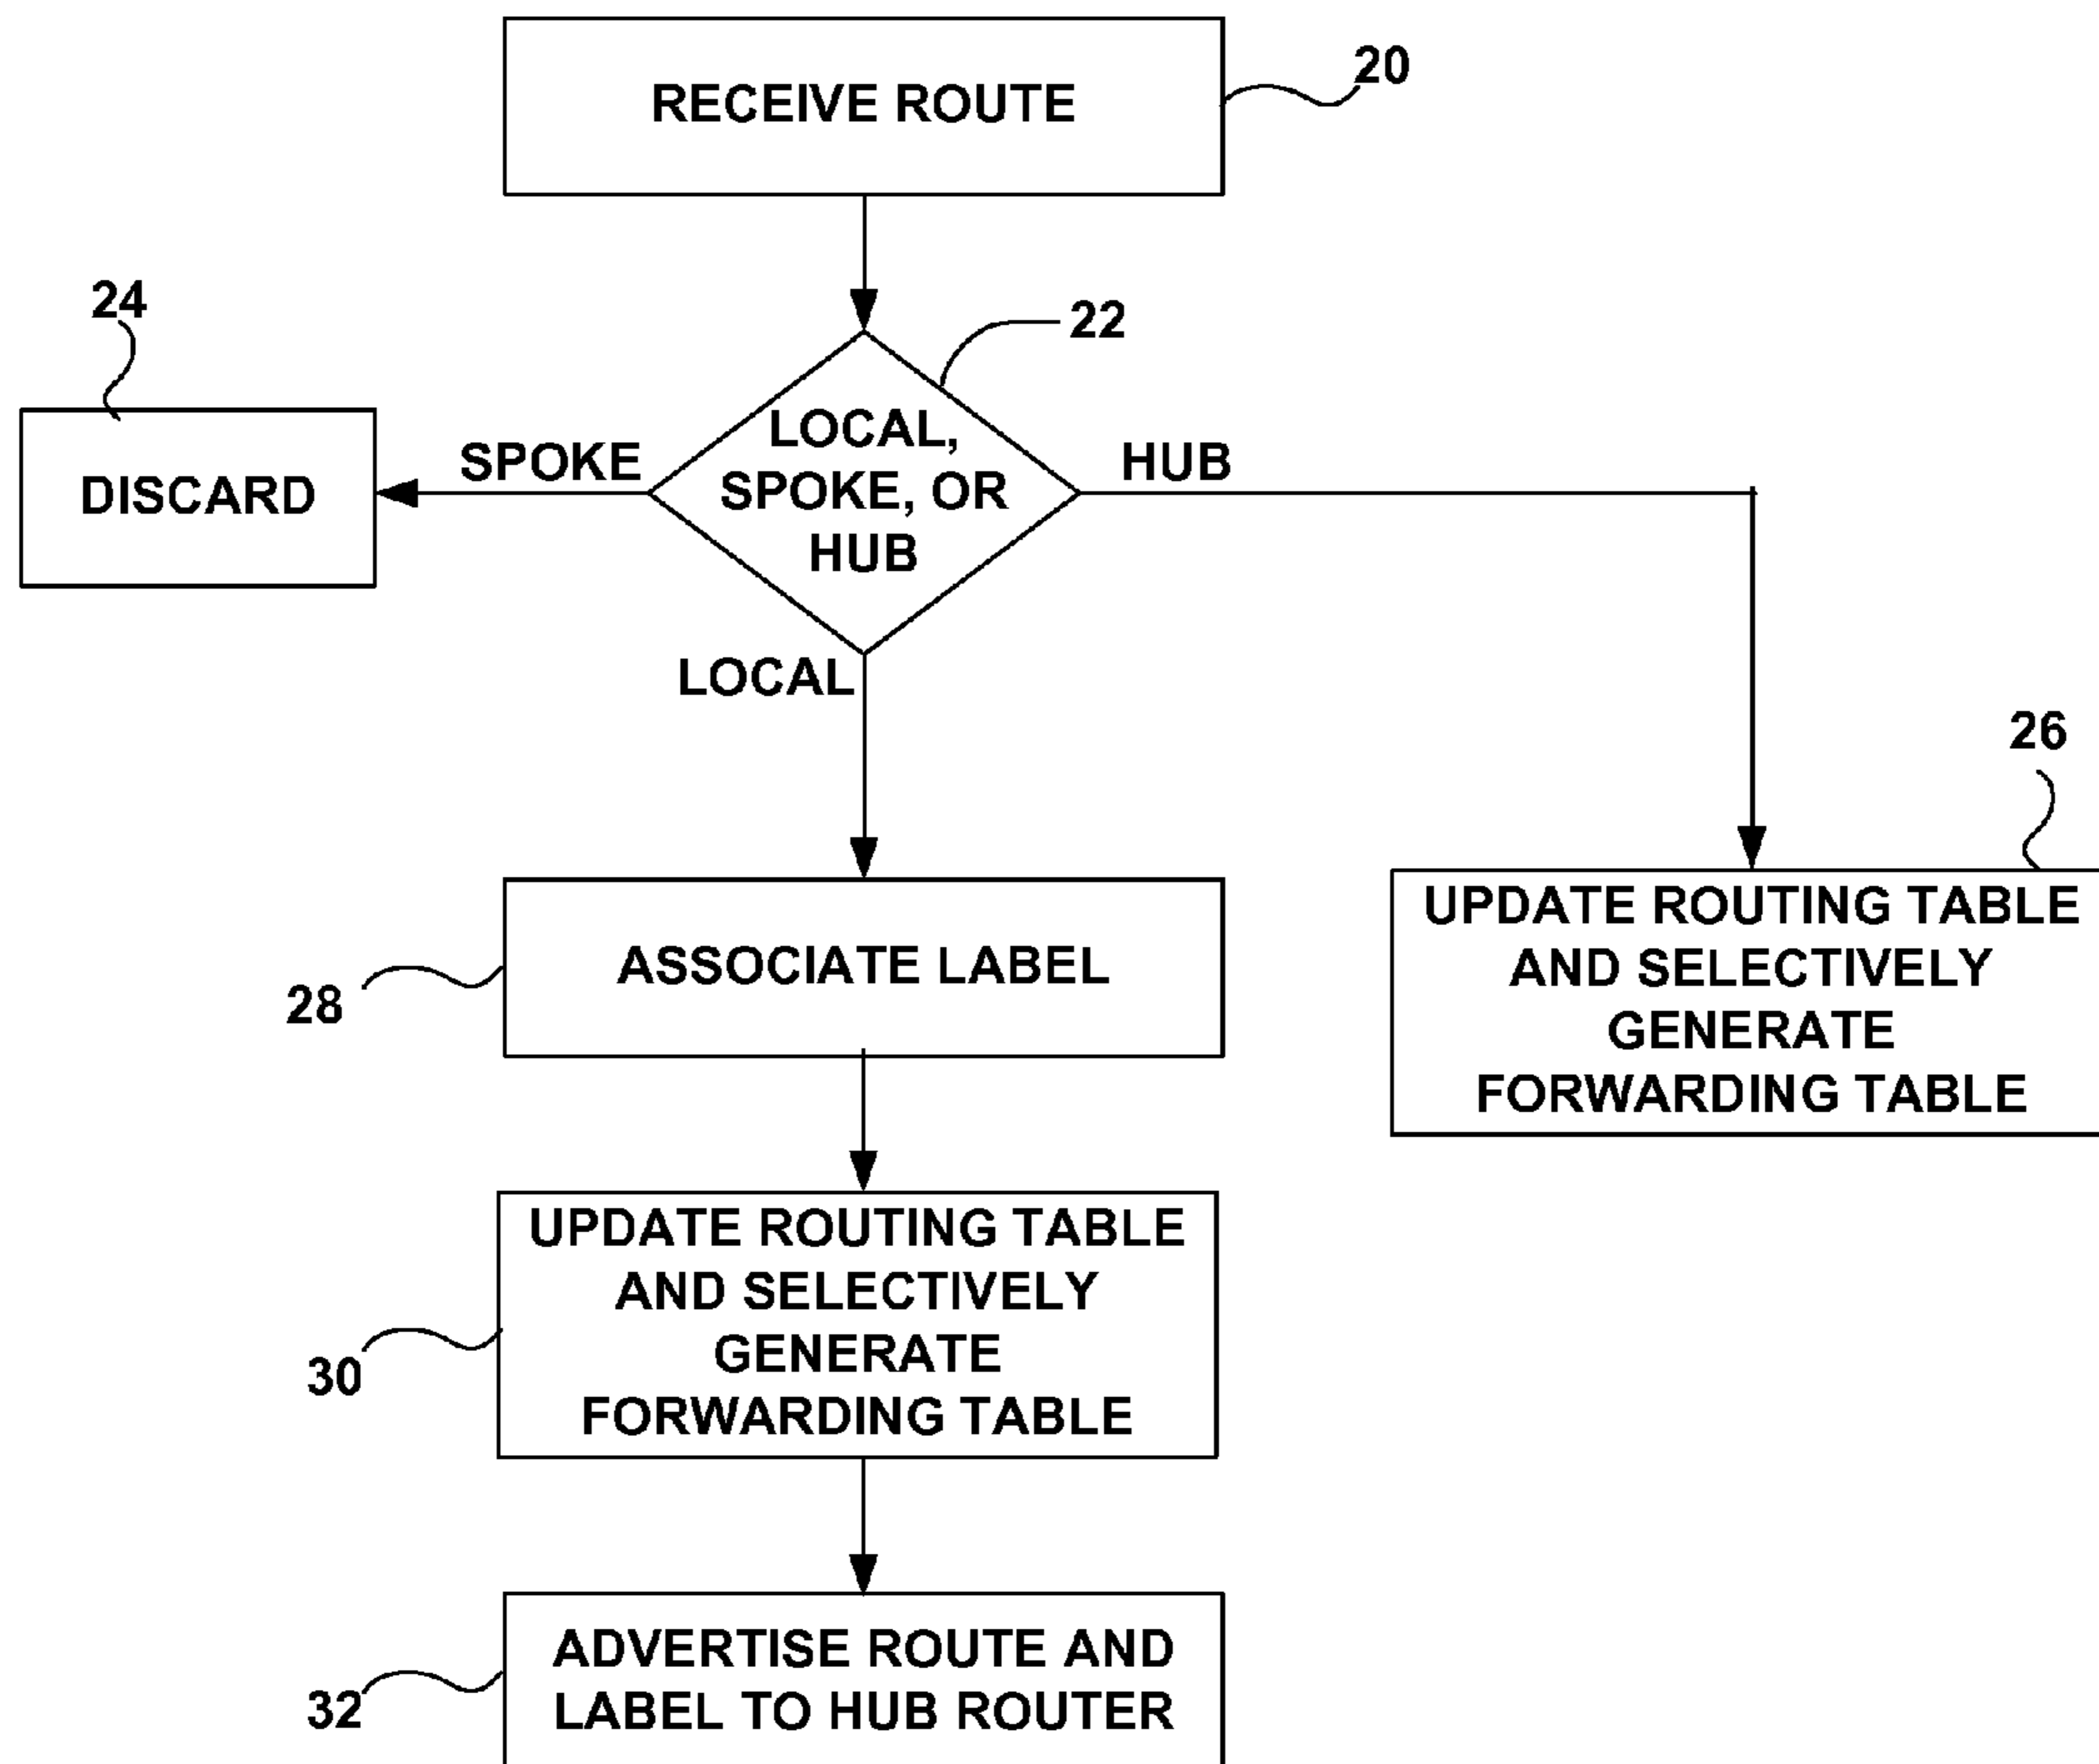 RECEIVE ROUTE
20
24
22
LOCAL,
SPOKE, OR
HUB
SPOKE
HUB
DISCARD
LOCAL
26
UPDATE ROUTING TABLE
AND SELECTIVELY
GENERATE
FORWARDING TABLE
ASSOCIATE LABEL
28
UPDATE ROUTING TABLE
AND SELECTIVELY
GENERATE
FORWARDING TABLE
30
ADVERTISE ROUTE AND
LABEL TO HUB ROUTER
32